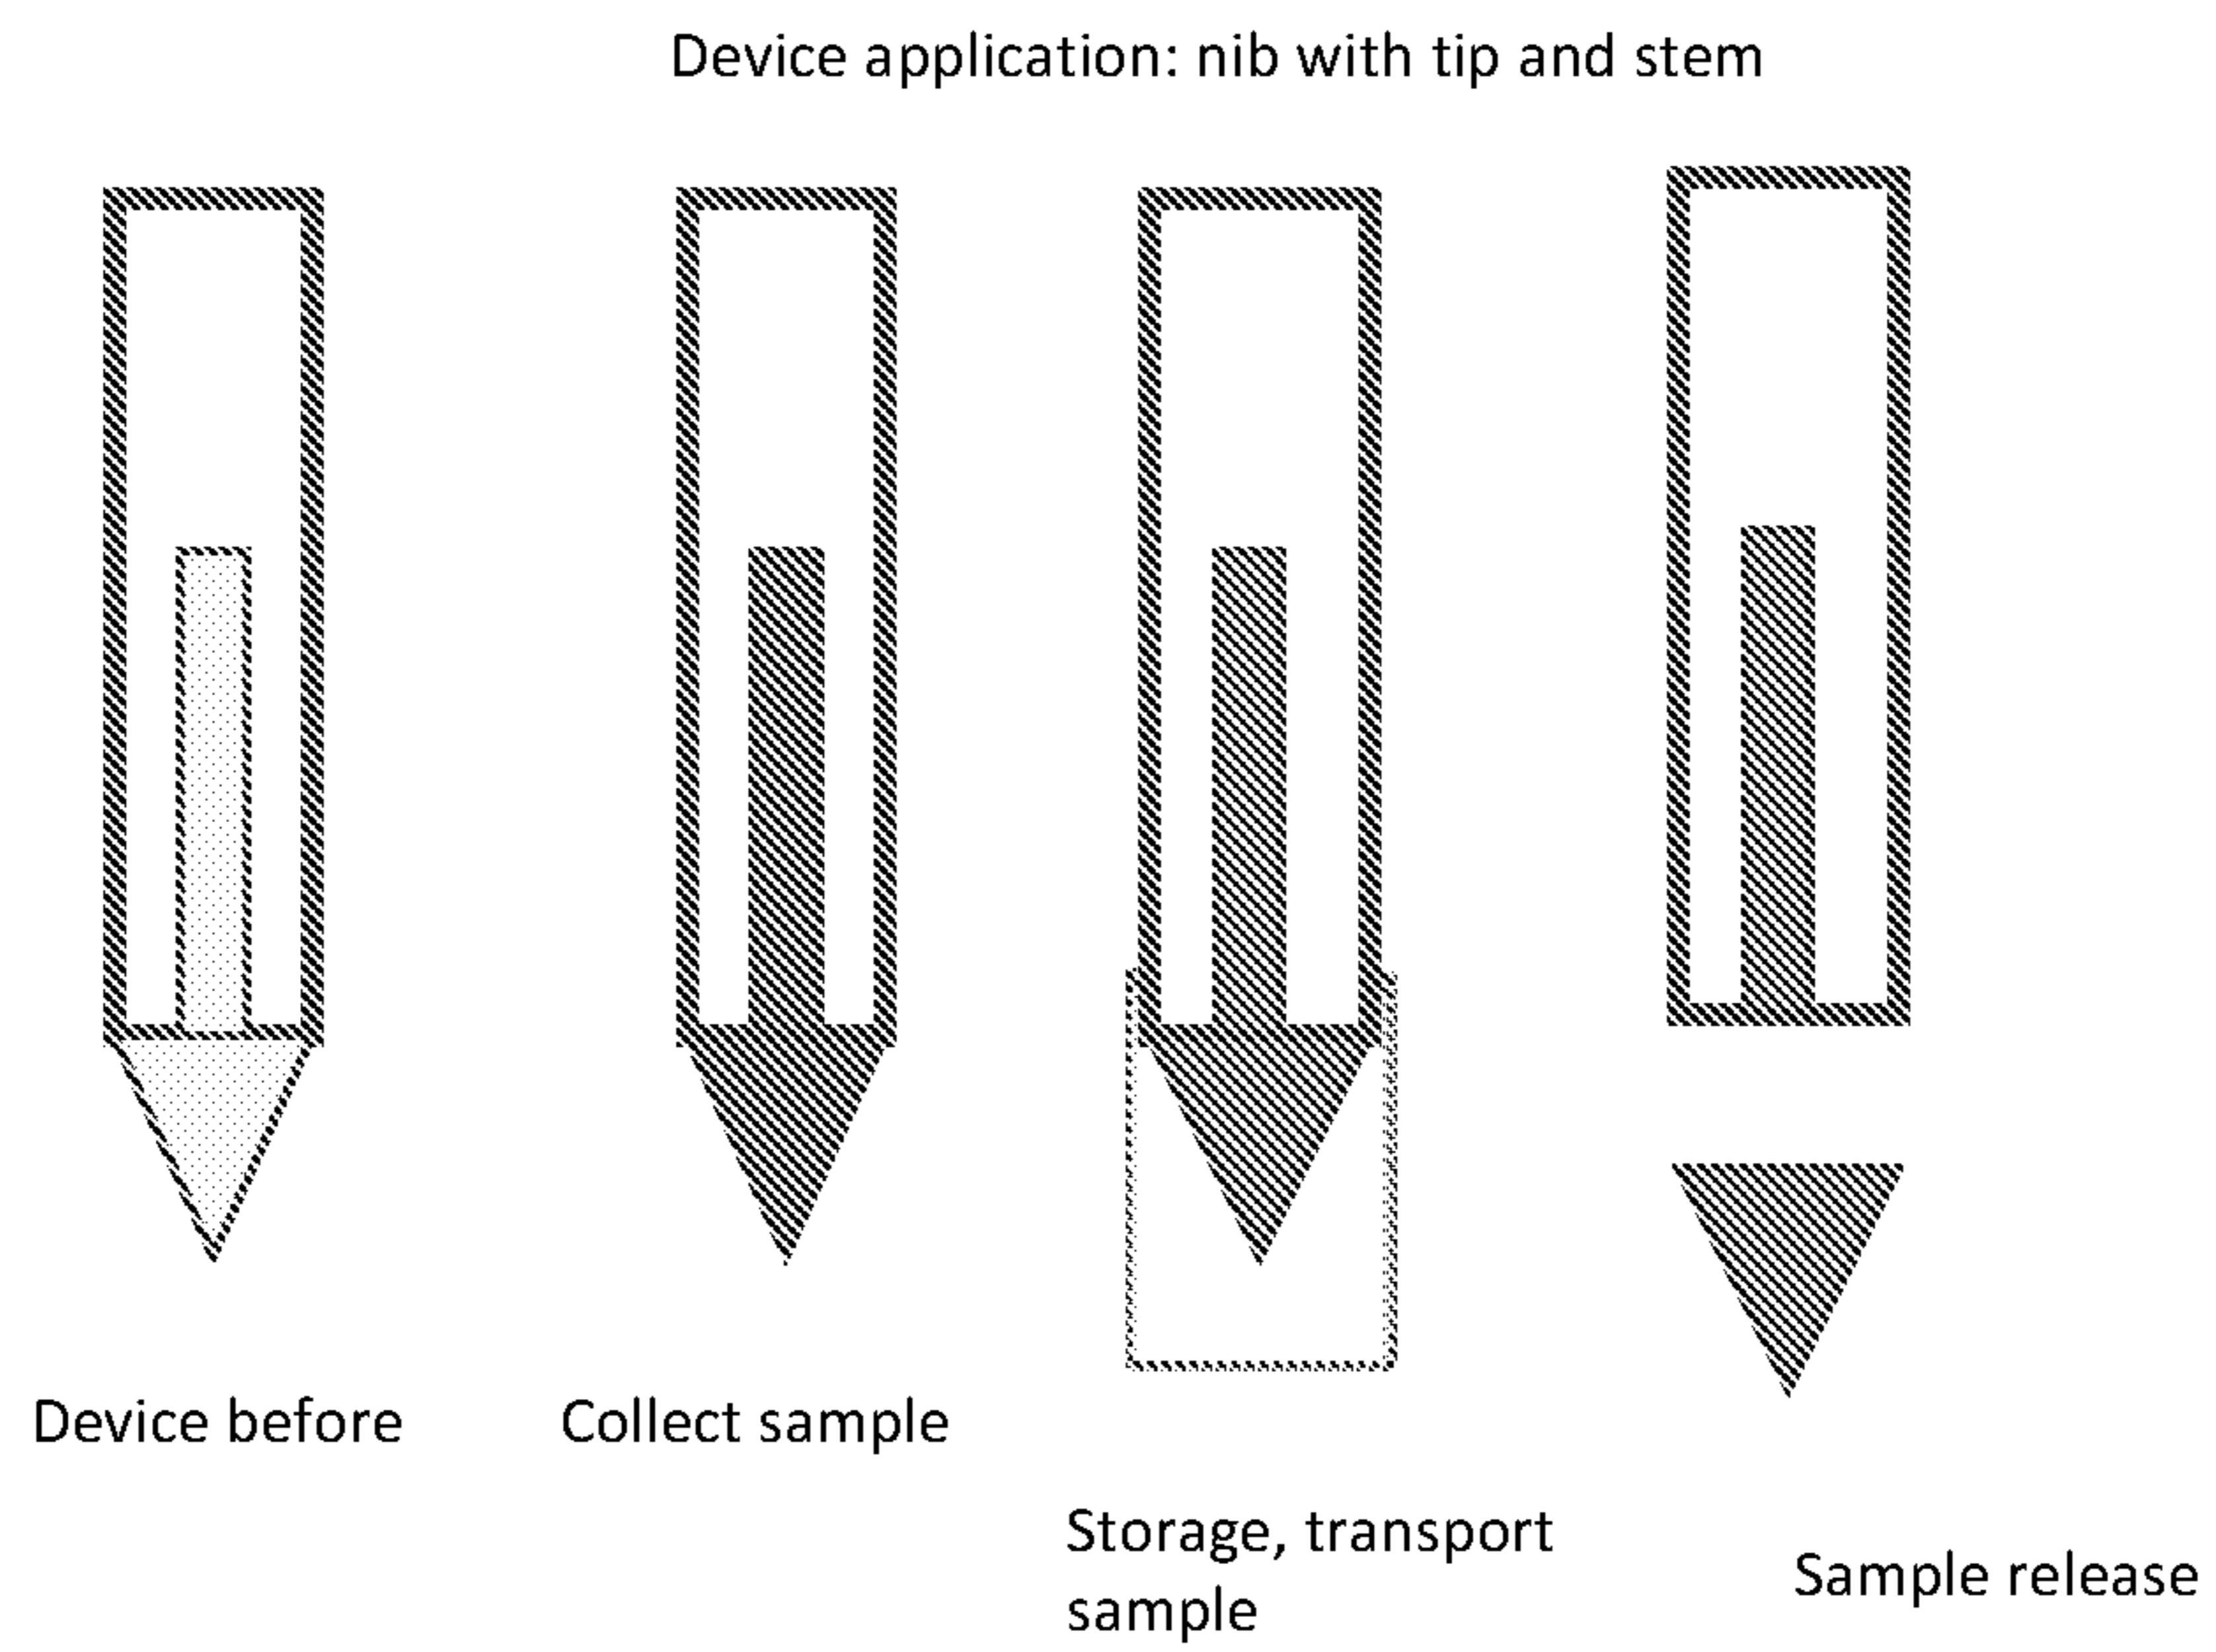 Device application: nib with tip and stem
Device before
Collect sample
Storage, transport
sample
Sample release